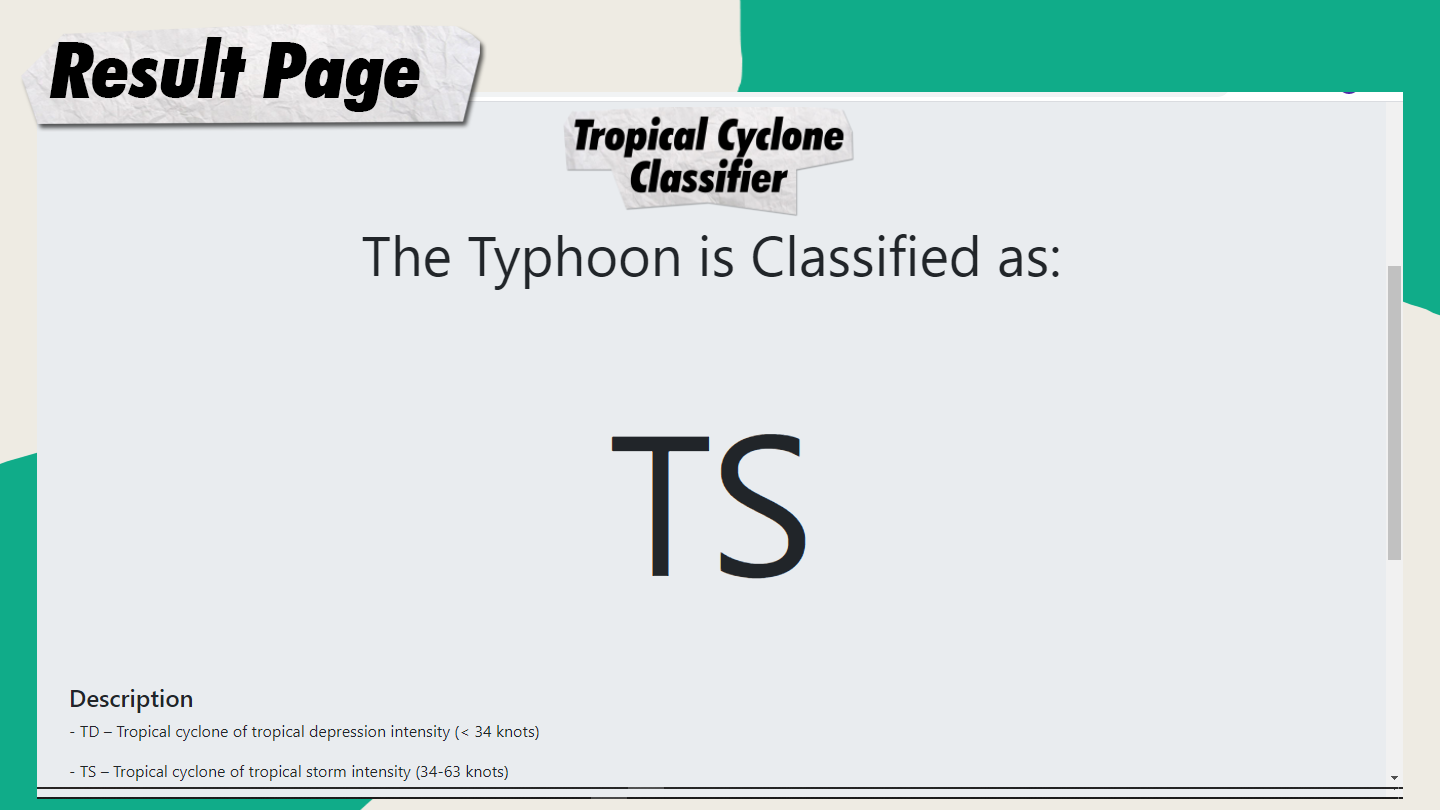 Result Page
Tropical Cyclone
Classifier
The Typhoon is Classified as:
TS
Description
- TD – Tropical cyclone of tropical depression intensity (< 34 knots)
- TS – Tropical cyclone of tropical storm intensity (34-63 knots)